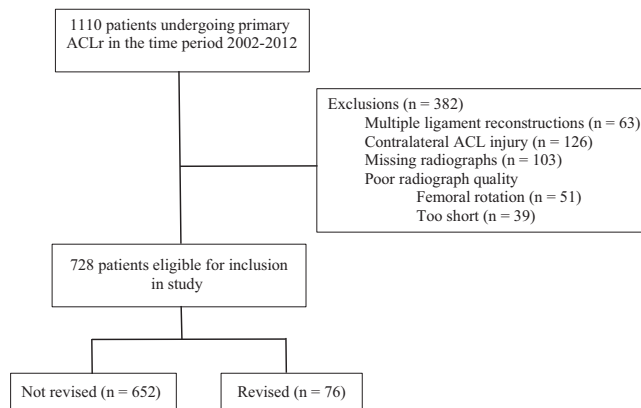 1110 patients undergoing primary
ACLr in the time period 2002-2012
Exclusions (n = 382)
Multiple ligament reconstructions (n = 63)
Contralateral ACL injury (n = 126)
Missing radiographs (n = 103)
Poor radiograph quality
Femoral rotation (n = 51)
Too short (n = 39)
728 patients eligible for inclusion
in study
Not revised (n = 652)
Revised (n = 76)